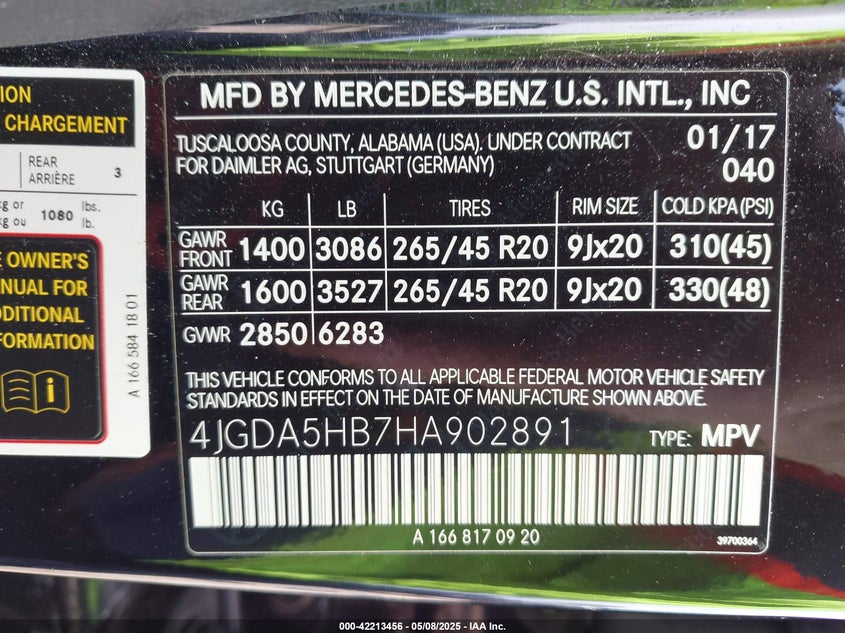 ION
CHARGEMENT
REAR
ARRIÈRE 3
kg or
kg ou 1080 lbs.
lb.
OWNER'S
NUAL FOR
DDITIONAL
FORMATION
A 166 584 18 01
MFD BY MERCEDES-BENZ U.S. INTL., INC
TUSCALOOSA COUNTY, ALABAMA (USA). UNDER CONTRACT 01/17
FOR DAIMLER AG, STUTTGART (GERMANY) 040
KG LB TIRES RIM SIZE COLD KPA (PSI)
GAWR FRONT 1400 3086 265/45 R20 9Jx20 310(45)
GAWR REAR 1600 3527 265/45 R20 9Jx20 330(48)
GVWR 2850 6283
THIS VEHICLE CONFORMS TO ALL APPLICABLE FEDERAL MOTOR VEHICLE SAFETY
STANDARDS IN EFFECT ON THE DATE OF MANUFACTURE SHOWN ABOVE.
4JGDA5HB7HA902891 TYPE: MPV
A 166 817 09 20 39700364
000-42213456 - 05/08/2025 - IAA Inc.